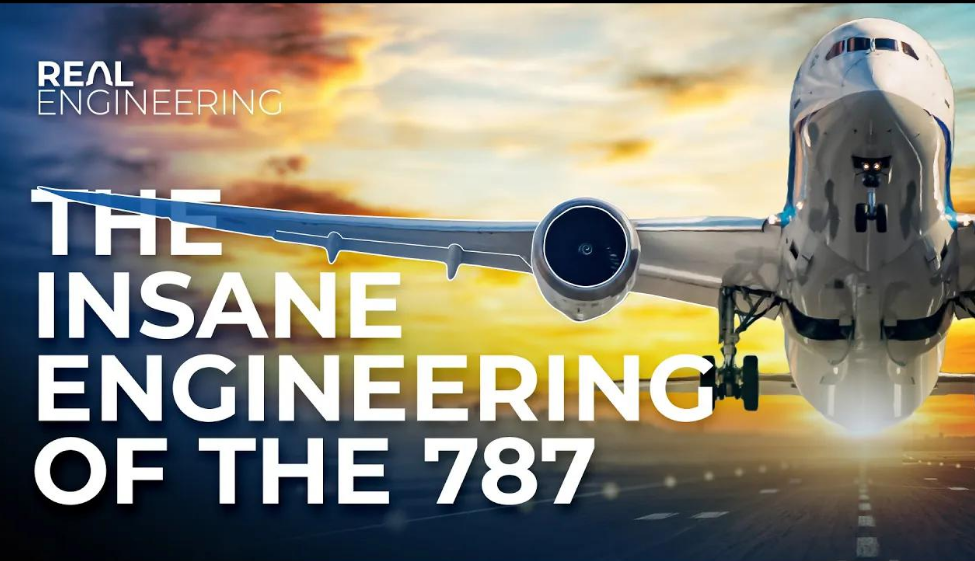 REAL
ENGINEERING
THE
INSANE
ENGINEERING
OF THE 787